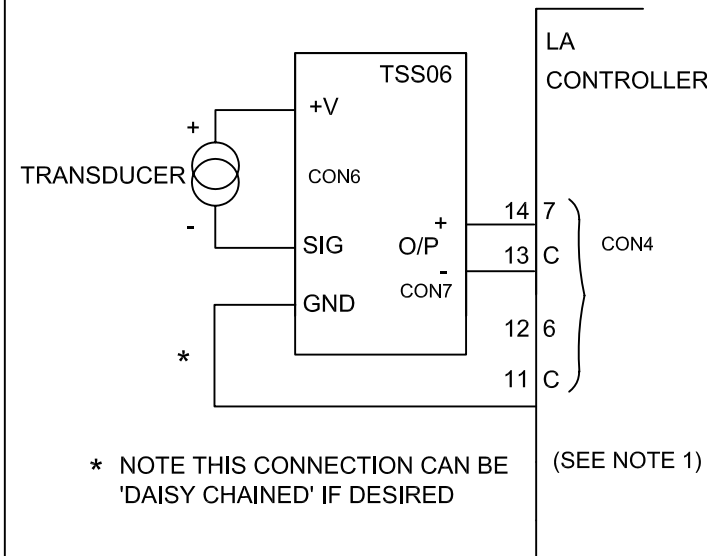 LA
CONTROLLER
TSS06
+V
+
TRANSDUCER
CON6
-
SIG
O/P
+
-
CON7
GND
14 7
13 C
CON4
12 6
11 C
*
* NOTE THIS CONNECTION CAN BE
'DAISY CHAINED' IF DESIRED
(SEE NOTE 1)